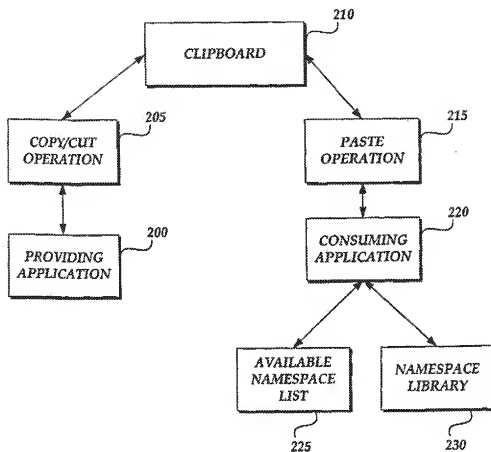 210
CLIPBOARD
205
COPY/CUT
OPERATION
215
PASTE
OPERATION
200
PROVIDING
APPLICATION
220
CONSUMING
APPLICATION
AVAILABLE
NAMESPACE
LIST
225
NAMESPACE
LIBRARY
230